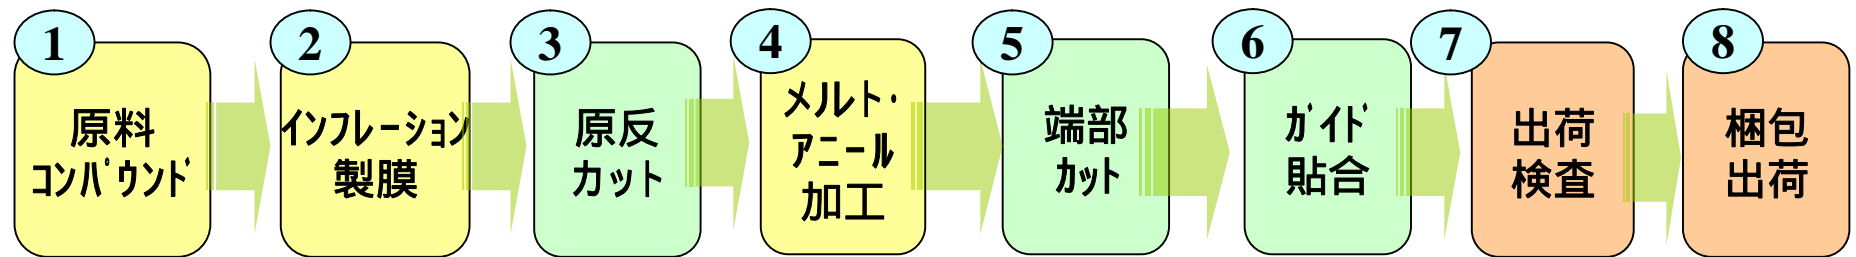 1
原料
コンパウンド
2
インフレーション
製膜
3
原反
カット
4
メルト・
アニール
加工
5
端部
カット
6
ガイド
貼合
7
出荷
検査
8
梱包
出荷